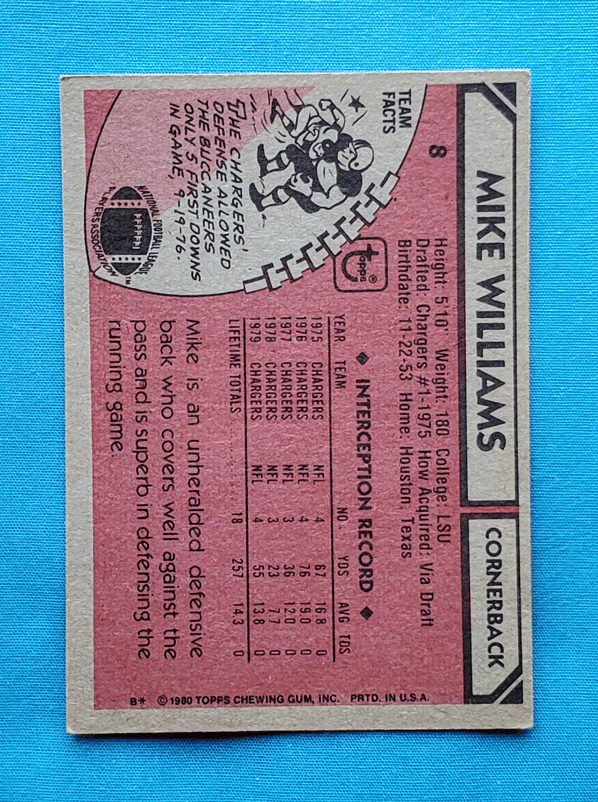 MIKE WILLIAMS
CORNERBACK
8
Height: 5'10" Weight: 180 College: LSU
Drafted: Chargers #1-1975 How Acquired: Via Draft
Birthdate: 11-22-53 Home: Houston, Texas
TEAM
FACTS
THE CHARGERS'
DEFENSE ALLOWED
THE BUCCANEERS
ONLY 5 FIRST DOWNS
IN GAME, 9-19-76.
NATIONAL FOOTBALL LEAGUE
PLAYERS ASSOCIATION
NFLPA
TM
TOPPS
®
◆ INTERCEPTION RECORD ◆
YEAR TEAM NO. YDS AVG TDS
1975 CHARGERS NFL 4 67 16.8 0
1976 CHARGERS NFL 4 76 19.0 0
1977 CHARGERS NFL 3 36 12.0 0
1978 CHARGERS NFL 3 23 7.7 0
1979 CHARGERS NFL 4 55 13.8 0
LIFETIME TOTALS 18 257 14.3 0
Mike is an unheralded defensive
back who covers well against the
pass and is superb in defensing the
running game.
B* © 1980 TOPPS CHEWING GUM, INC. PRTD. IN U.S.A.